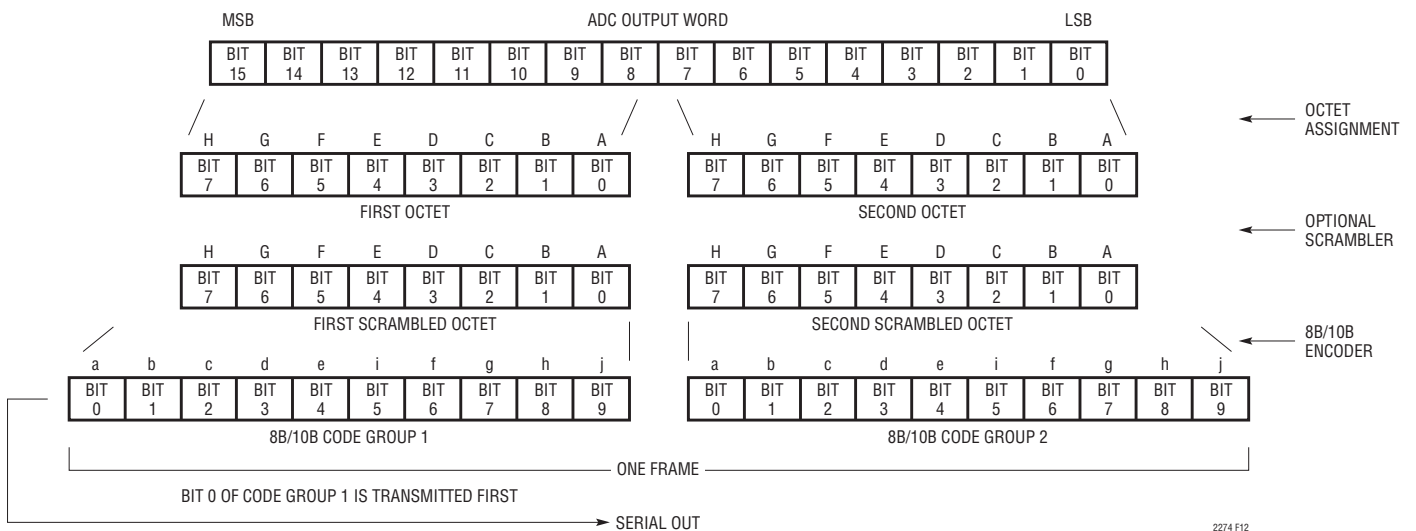 MSB ADC OUTPUT WORD LSB
BIT 15 BIT 14 BIT 13 BIT 12 BIT 11 BIT 10 BIT 9 BIT 8 BIT 7 BIT 6 BIT 5 BIT 4 BIT 3 BIT 2 BIT 1 BIT 0
OCTET ASSIGNMENT
H G F E D C B A H G F E D C B A
BIT 7 BIT 6 BIT 5 BIT 4 BIT 3 BIT 2 BIT 1 BIT 0 BIT 7 BIT 6 BIT 5 BIT 4 BIT 3 BIT 2 BIT 1 BIT 0
FIRST OCTET SECOND OCTET
OPTIONAL SCRAMBLER
H G F E D C B A H G F E D C B A
BIT 7 BIT 6 BIT 5 BIT 4 BIT 3 BIT 2 BIT 1 BIT 0 BIT 7 BIT 6 BIT 5 BIT 4 BIT 3 BIT 2 BIT 1 BIT 0
FIRST SCRAMBLED OCTET SECOND SCRAMBLED OCTET
8B/10B ENCODER
a b c d e i f g h j a b c d e i f g h j
BIT 0 BIT 1 BIT 2 BIT 3 BIT 4 BIT 5 BIT 6 BIT 7 BIT 8 BIT 9 BIT 0 BIT 1 BIT 2 BIT 3 BIT 4 BIT 5 BIT 6 BIT 7 BIT 8 BIT 9
8B/10B CODE GROUP 1 8B/10B CODE GROUP 2
ONE FRAME
BIT 0 OF CODE GROUP 1 IS TRANSMITTED FIRST
SERIAL OUT
2274 F12